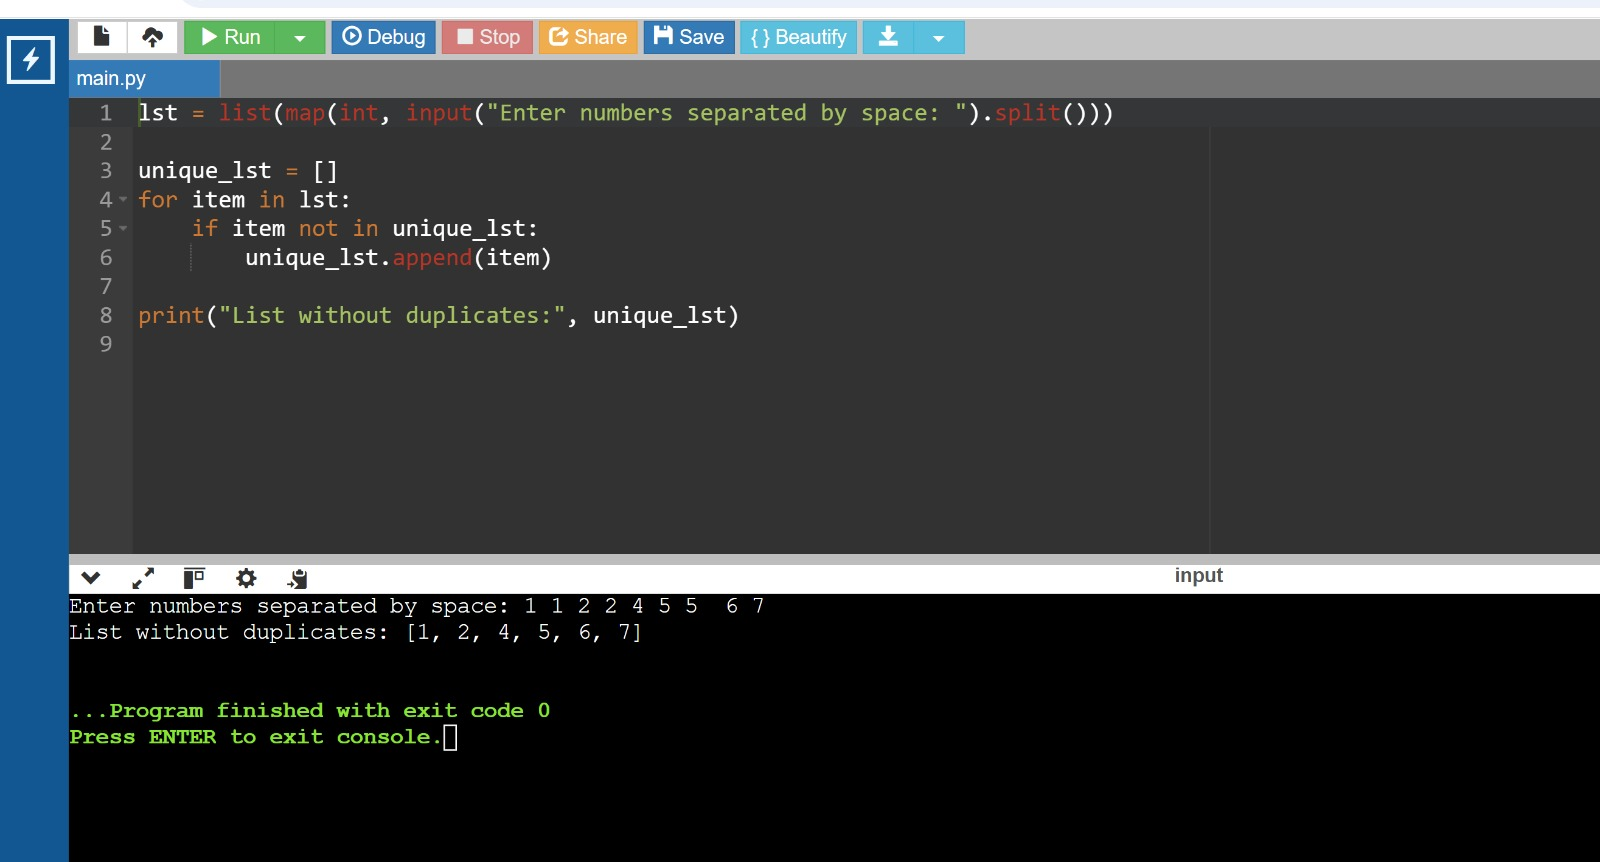 Run Debug Stop Share Save { } Beautify
main.py
1 lst = list(map(int, input("Enter numbers separated by space: ").split()))
2
3 unique_lst = []
4 for item in lst:
5     if item not in unique_lst:
6         unique_lst.append(item)
7
8 print("List without duplicates:", unique_lst)
9
input
Enter numbers separated by space: 1 1 2 2 4 5 5  6 7
List without duplicates: [1, 2, 4, 5, 6, 7]
...Program finished with exit code 0
Press ENTER to exit console.